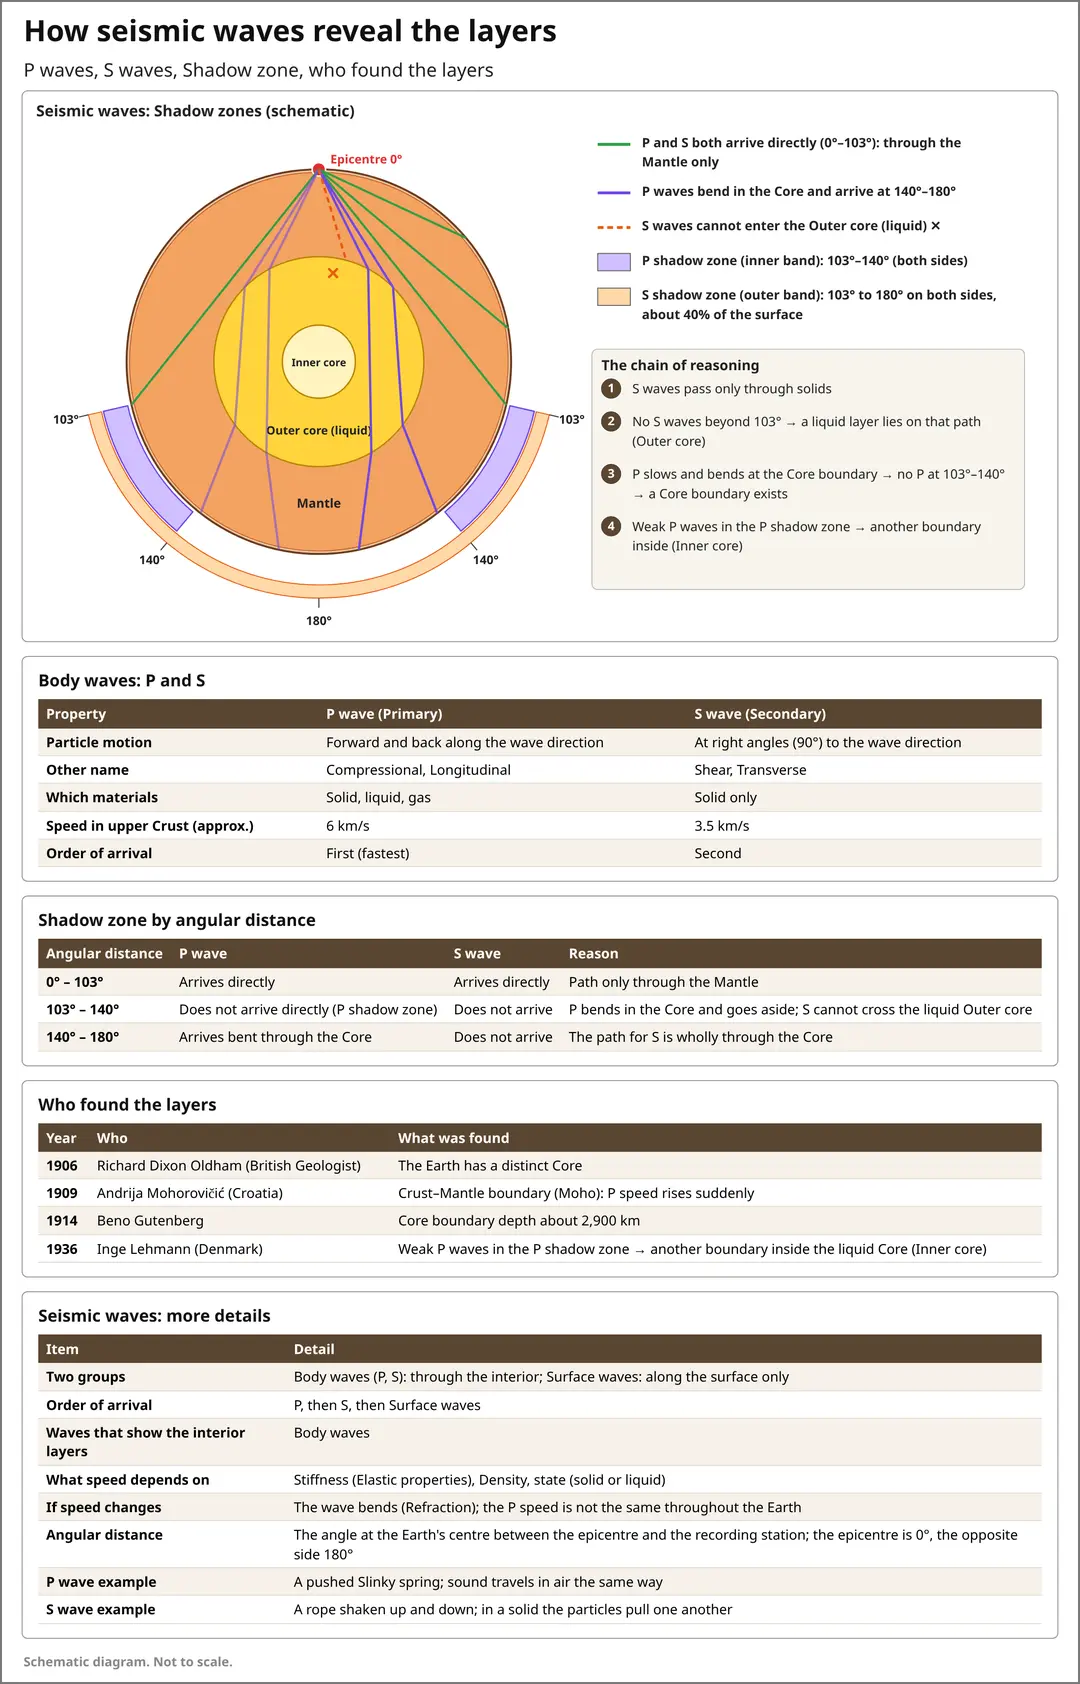 How seismic waves reveal the layers
P waves, S waves, Shadow zone, who found the layers
Seismic waves: Shadow zones (schematic)
Epicentre 0°
Inner core
Outer core (liquid)
Mantle
103°
103°
140°
140°
180°
P and S both arrive directly (0°–103°): through the
Mantle only
P waves bend in the Core and arrive at 140°–180°
S waves cannot enter the Outer core (liquid) ✕
P shadow zone (inner band): 103°–140° (both sides)
S shadow zone (outer band): 103° to 180° on both sides,
about 40% of the surface
The chain of reasoning
1 S waves pass only through solids
2 No S waves beyond 103° → a liquid layer lies on that path
(Outer core)
3 P slows and bends at the Core boundary → no P at 103°–140°
→ a Core boundary exists
4 Weak P waves in the P shadow zone → another boundary
inside (Inner core)
Body waves: P and S
Property P wave (Primary) S wave (Secondary)
Particle motion Forward and back along the wave direction At right angles (90°) to the wave direction
Other name Compressional, Longitudinal Shear, Transverse
Which materials Solid, liquid, gas Solid only
Speed in upper Crust (approx.) 6 km/s 3.5 km/s
Order of arrival First (fastest) Second
Shadow zone by angular distance
Angular distance P wave S wave Reason
0° – 103° Arrives directly Arrives directly Path only through the Mantle
103° – 140° Does not arrive directly (P shadow zone) Does not arrive P bends in the Core and goes aside; S cannot cross the liquid Outer core
140° – 180° Arrives bent through the Core Does not arrive The path for S is wholly through the Core
Who found the layers
Year Who What was found
1906 Richard Dixon Oldham (British Geologist) The Earth has a distinct Core
1909 Andrija Mohorovičić (Croatia) Crust–Mantle boundary (Moho): P speed rises suddenly
1914 Beno Gutenberg Core boundary depth about 2,900 km
1936 Inge Lehmann (Denmark) Weak P waves in the P shadow zone → another boundary inside the liquid Core (Inner core)
Seismic waves: more details
Item Detail
Two groups Body waves (P, S): through the interior; Surface waves: along the surface only
Order of arrival P, then S, then Surface waves
Waves that show the interior Body waves
layers
What speed depends on Stiffness (Elastic properties), Density, state (solid or liquid)
If speed changes The wave bends (Refraction); the P speed is not the same throughout the Earth
Angular distance The angle at the Earth's centre between the epicentre and the recording station; the epicentre is 0°, the opposite
side 180°
P wave example A pushed Slinky spring; sound travels in air the same way
S wave example A rope shaken up and down; in a solid the particles pull one another
Schematic diagram. Not to scale.